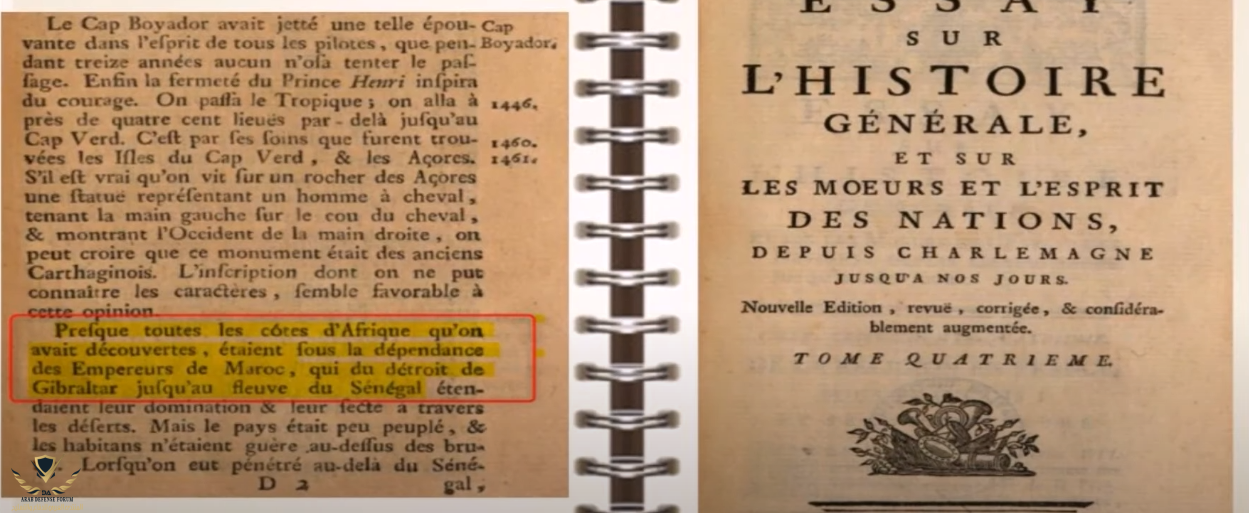 Le Cap Boyador avait jetté une telle épou-
vante dans l'eſprit de tous les pilotes, que pen-
dant treize années aucun n'oſa tenter le paſ-
ſage. Enfin la fermeté du Prince Henri inſpira
du courage. On paſſa le Tropique ; on alla à
près de quatre cent lieuës par-delà juſqu'au
Cap Verd. C'eſt par ſes ſoins que furent trou-
vées les Iſles du Cap Verd, & les Açores.
S'il eſt vrai qu'on vit ſur un rocher des Açores
une ſtatuë repréſentant un homme à cheval,
tenant la main gauche ſur le cou du cheval,
& montrant l'Occident de la main droite, on
peut croire que ce monument était des anciens
Carthaginois. L'inſcription dont on ne put
connaître les caractères, ſemble favorable à
cette opinion.
Preſque toutes les côtes d'Afrique qu'on
avait découvertes, étaient ſous la dépendance
des Empereurs de Maroc, qui du détroit de
Gibraltar juſqu'au fleuve du Sénégal éten-
daient leur domination & leur ſecte à travers
les déſerts. Mais le pays était peu peuplé, &
les habitans n'étaient guère au-deſſus des bru-
Lorſqu'on eut pénétré au-delà du Séné-
D 2 gal,
Cap
Boyador.
1446.
1460.
1461.
ESSAY
SUR
L'HISTOIRE
GÉNÉRALE,
ET SUR
LES MOEURS ET L'ESPRIT
DES NATIONS,
DEPUIS CHARLEMAGNE
JUSQU'A NOS JOURS.
Nouvelle Edition, revuë, corrigée, & conſidéra-
blement augmentée.
TOME QUATRIEME.
ARAB DEFENSE FORUM